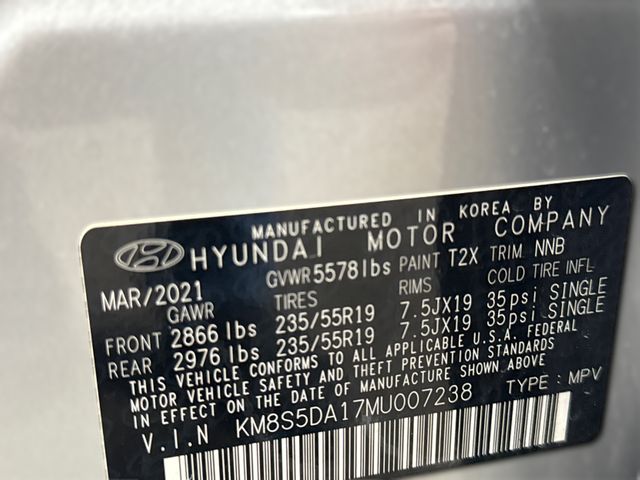 MANUFACTURED IN KOREA BY
HYUNDAI MOTOR COMPANY
MAR/2021 GVWR 5578lbs PAINT T2X TRIM NNB
GAWR TIRES RIMS COLD TIRE INFL
FRONT 2866 lbs 235/55R19 7.5JX19 35psi SINGLE
REAR 2976 lbs 235/55R19 7.5JX19 35psi SINGLE
THIS VEHICLE CONFORMS TO ALL APPLICABLE U.S.A. FEDERAL
MOTOR VEHICLE SAFETY AND THEFT PREVENTION STANDARDS
IN EFFECT ON THE DATE OF MANUFACTURE SHOWN ABOVE.
V.I.N KM8S5DA17MU007238 TYPE : MPV